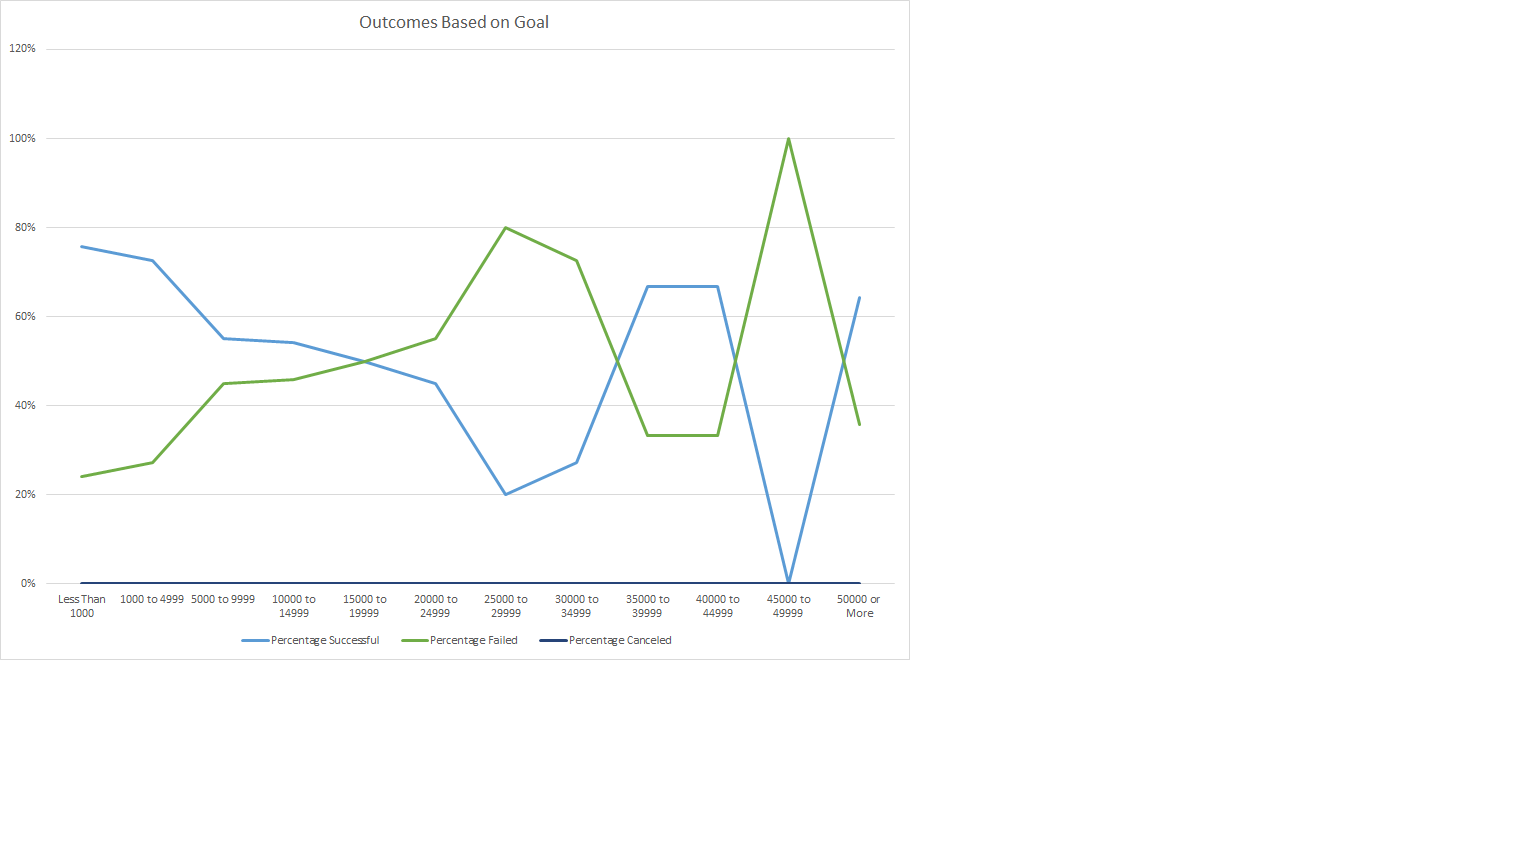 Outcomes Based on Goal
120%
100%
80%
60%
40%
20%
0%
Less Than 1000
1000 to 4999
5000 to 9999
10000 to 14999
15000 to 19999
20000 to 24999
25000 to 29999
30000 to 34999
35000 to 39999
40000 to 44999
45000 to 49999
50000 or More
Percentage Successful
Percentage Failed
Percentage Canceled